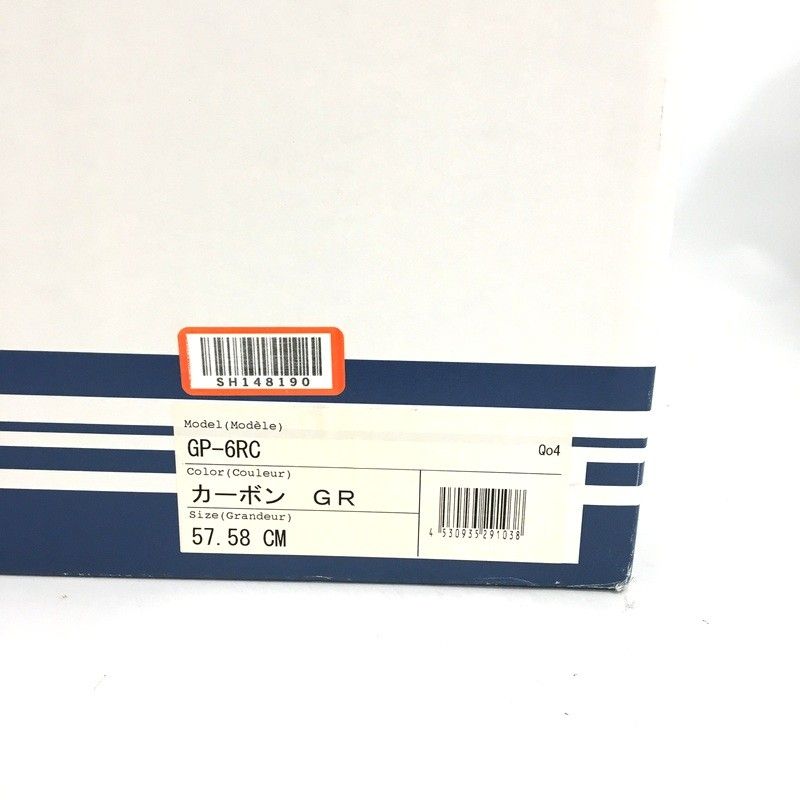 SH148190
Model(Modèle)
GP-6RC Qo4
Color(Couleur)
カーボン GR
Size(Grandeur)
57.58 CM
4 530935 291038